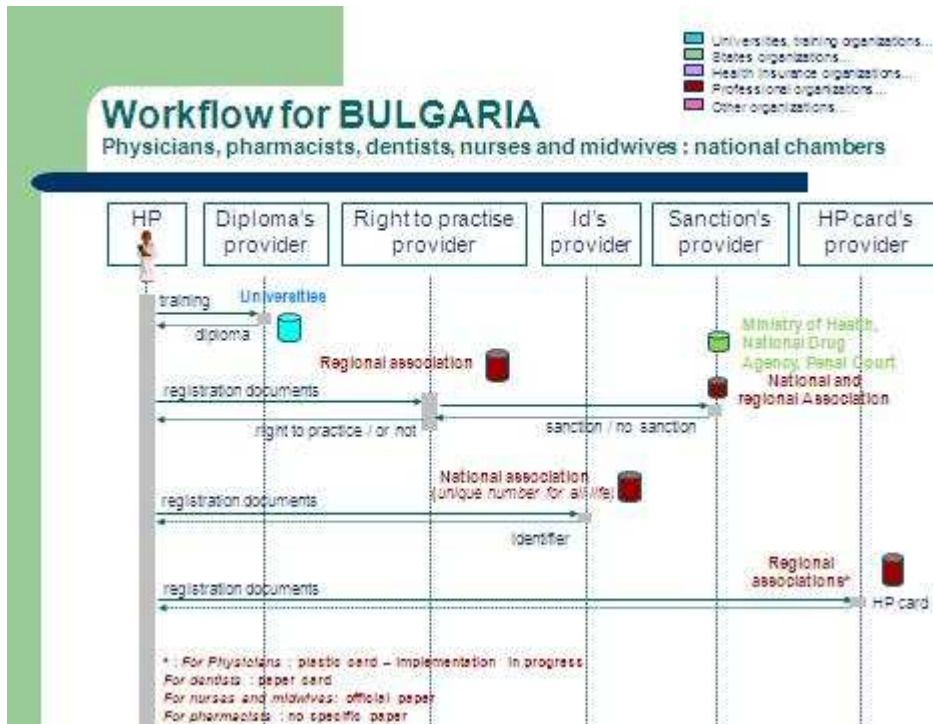 Universities, training organizations...
States organizations...
Health Insurance organizations...
Professional organizations...
Other organizations...
Workflow for BULGARIA
Physicians, pharmacists, dentists, nurses and midwives : national chambers
HP
Diploma's
provider
Right to practise
provider
Id's
provider
Sanction's
provider
HP card's
provider
training
Universities
diploma
Ministry of Health,
National Drug
Agency, Penal Court
Regional association
National and
regional Association
registration documents
right to practice / or not
sanction / no sanction
National association
(unique number for all life)
registration documents
Identifier
Regional
associations*
registration documents
HP card
* : For Physicians : plastic card – Implementation in progress
For dentists : paper card
For nurses and midwives: official paper
For pharmacists : no specific paper